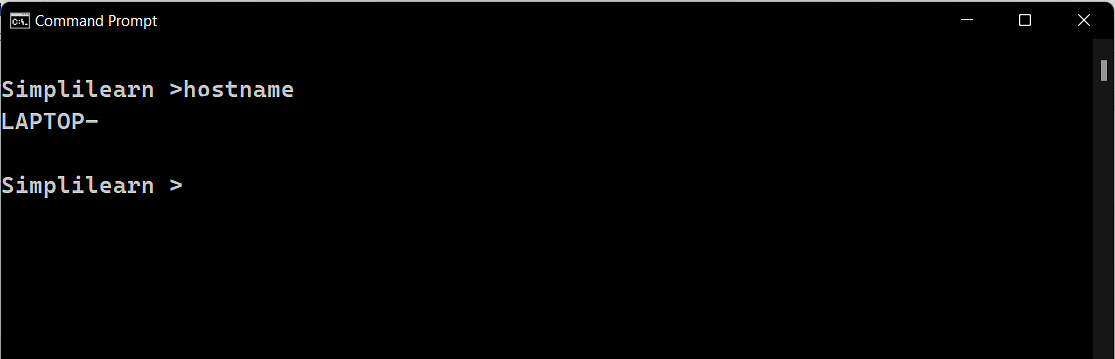 Command Prompt
Simplilearn >hostname
LAPTOP-
Simplilearn >